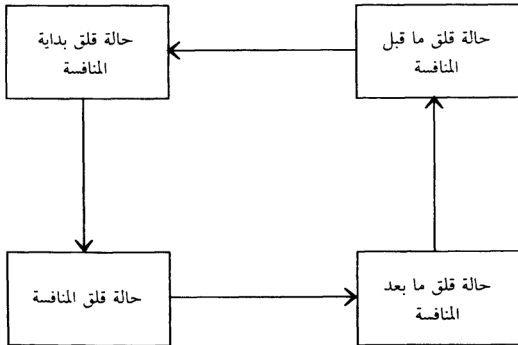 حالة قلق ما قبل
المنافسة
حالة قلق بداية
المنافسة
حالة قلق ما بعد
المنافسة
حالة قلق المنافسة